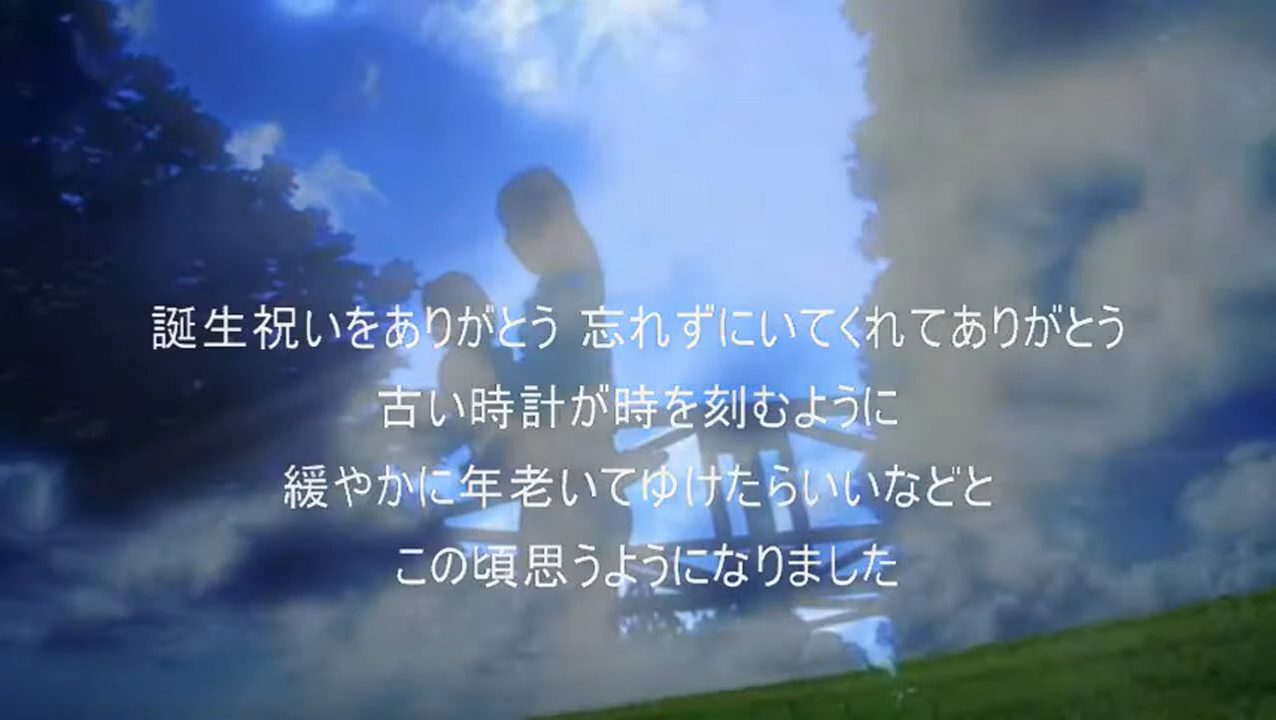 誕生祝いをありがとう 忘れずにいてくれてありがとう
古い時計が時を刻むように
緩やかに年老いてゆけたらいいなどと
この頃思うようになりました